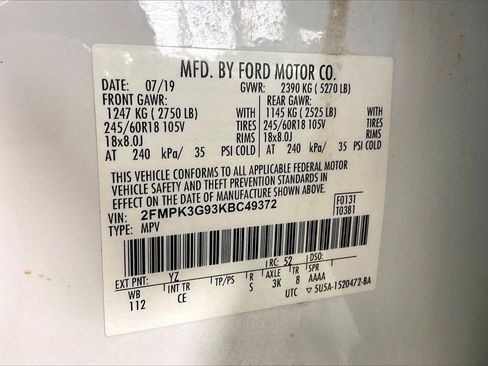 MFD. BY FORD MOTOR CO.
DATE: 07/19 GVWR: 2390 KG ( 5270 LB)
FRONT GAWR: REAR GAWR:
1247 KG ( 2750 LB) WITH 1145 KG ( 2525 LB) WITH
245/60R18 105V TIRES 245/60R18 105V TIRES
18x8.0J RIMS 18x8.0J RIMS
AT 240 kPa/ 35 PSI COLD AT 240 kPa/ 35 PSI COLD
THIS VEHICLE CONFORMS TO ALL APPLICABLE FEDERAL MOTOR
VEHICLE SAFETY AND THEFT PREVENTION STANDARDS IN
EFFECT ON THE DATE OF MANUFACTURE SHOWN ABOVE.
VIN: 2FMPK3G93KBC49372 F0131
TYPE: MPV T03B1
EXT PNT: YZ RC: 52 DSO:
WB INT TR TP/PS R AXLE TR SPR
112 CE S 3K 8 AAAA
UTC ▽ 5U5A-1520472-BA